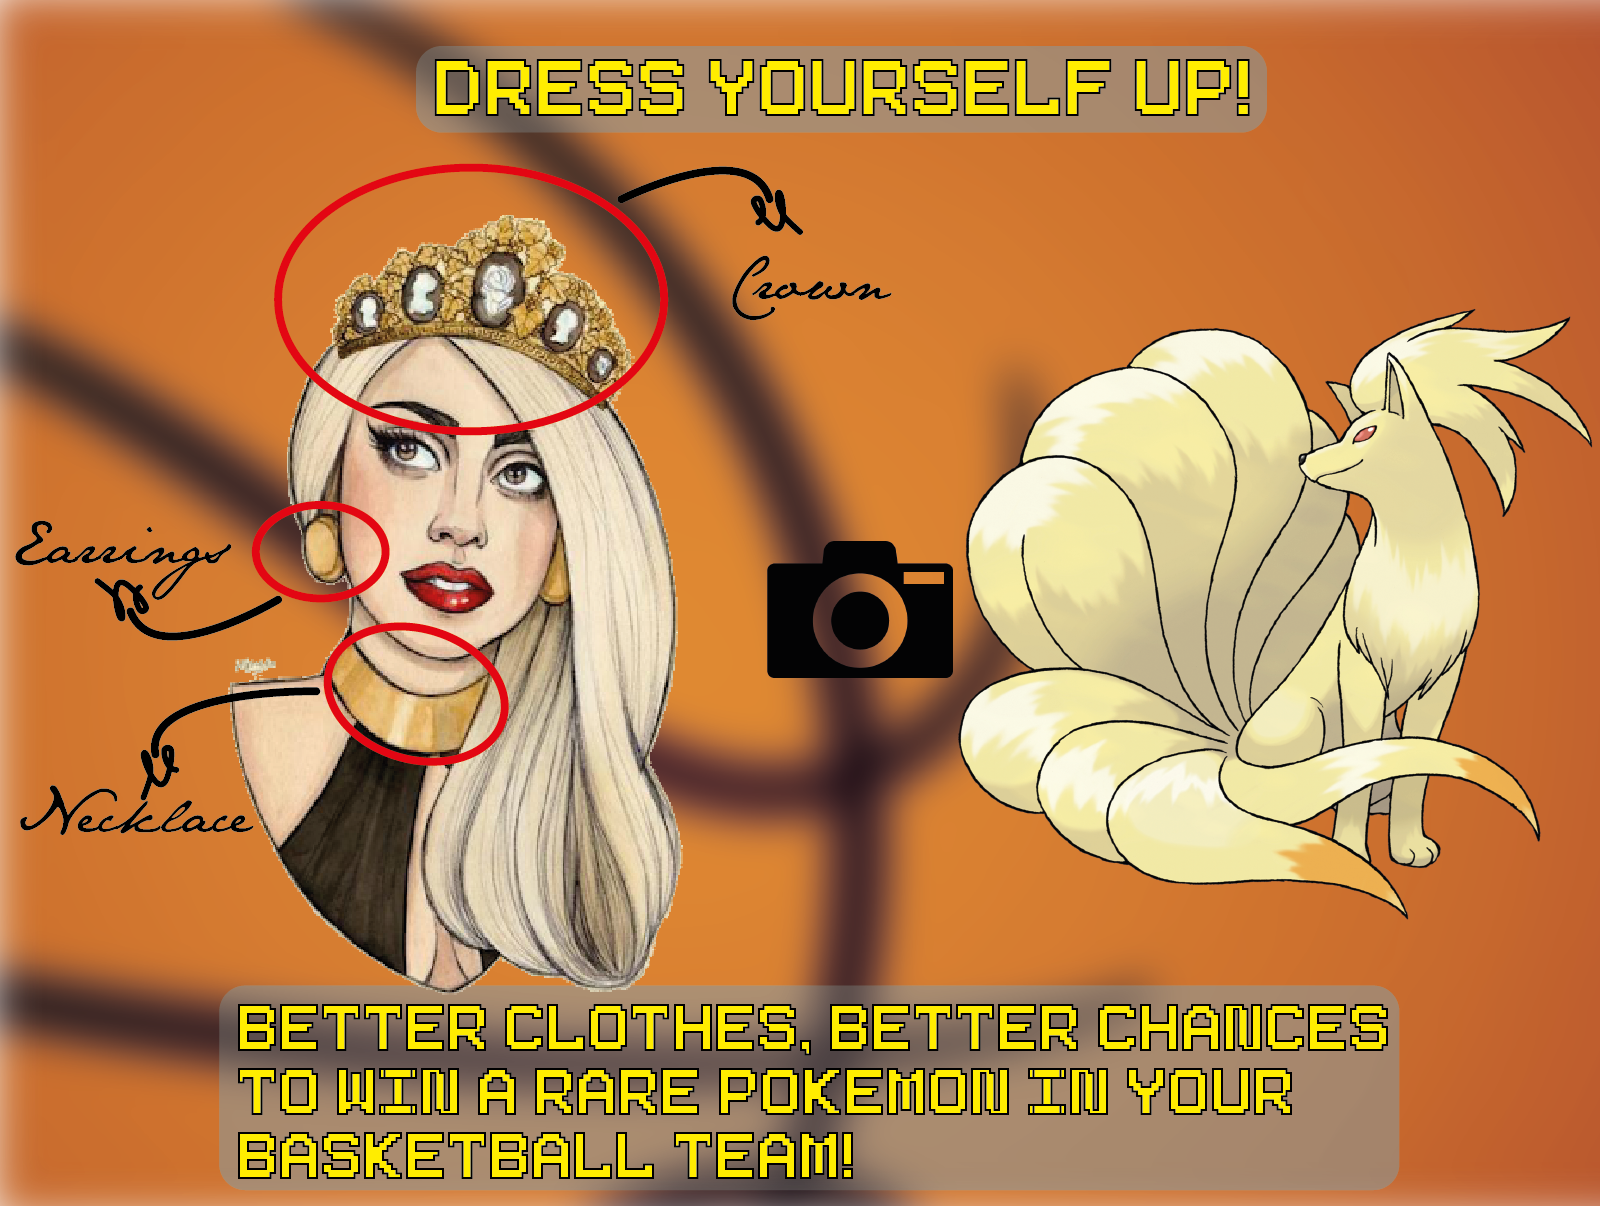 DRESS YOURSELF UP!
Crown
Earrings
Necklace
BETTER CLOTHES, BETTER CHANCES
TO WIN A RARE POKEMON IN YOUR
BASKETBALL TEAM!